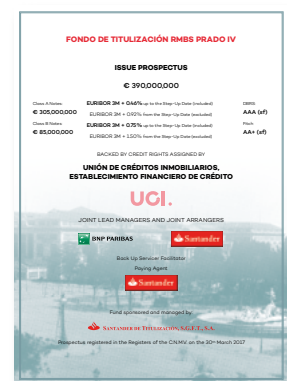 FONDO DE TITULIZACIÓN RMBS PRADO IV
ISSUE PROSPECTUS
€ 390,000,000
Class A Notes EURIBOR 3M + 0.46% up to the Step-Up Date (excluded) DBRS
€ 305,000,000 EURIBOR 3M + 0.92% from the Step-Up Date (excluded) AAA (sf)
Class B Notes EURIBOR 3M + 0.75% up to the Step-Up Date (excluded) Fitch
€ 85,000,000 EURIBOR 3M + 1.50% from the Step-Up Date (excluded) AA+ (sf)
BACKED BY CREDIT RIGHTS ASSIGNED BY
UNIÓN DE CRÉDITOS INMOBILIARIOS,
ESTABLECIMIENTO FINANCIERO DE CRÉDITO
UCI.
JOINT LEAD MANAGERS AND JOINT ARRANGERS
BNP PARIBAS Santander
Back Up Servicer Facilitator
Paying Agent
Santander
Fund sponsored and managed by:
SANTANDER DE TITULIZACIÓN, S.G.F.T., S.A.
Prospectus registered in the Registers of the C.N.M.V. on the 30th March 2017